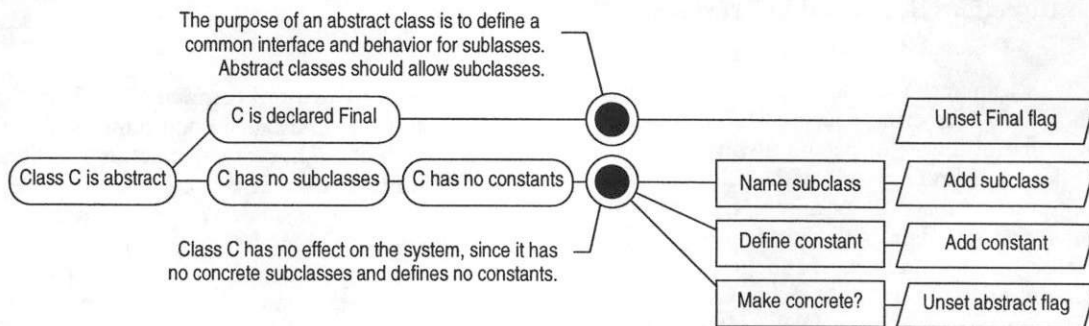 The purpose of an abstract class is to define a
common interface and behavior for sublasses.
Abstract classes should allow subclasses.
C is declared Final
Unset Final flag
Class C is abstract
C has no subclasses
C has no constants
Name subclass
Add subclass
Class C has no effect on the system, since it has
no concrete subclasses and defines no constants.
Define constant
Add constant
Make concrete?
Unset abstract flag